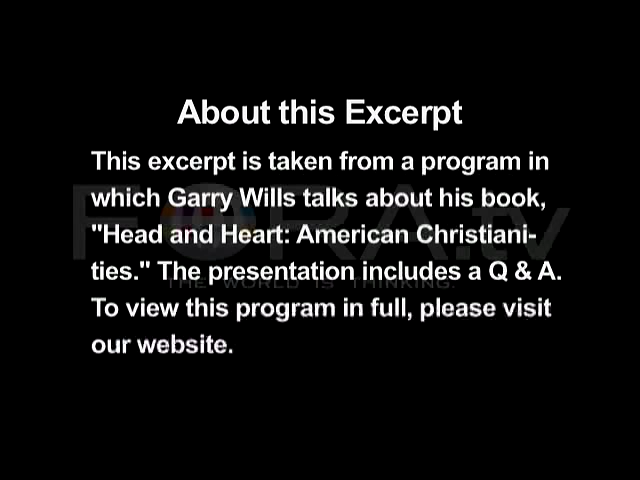 About this Excerpt
This excerpt is taken from a program in
which Garry Wills talks about his book,
"Head and Heart: American Christiani-
ties." The presentation includes a Q & A.
To view this program in full, please visit
our website.
FORA.tv
THE WORLD IS THINKING.